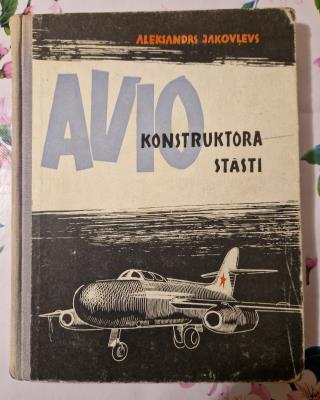 ALEKSANDRS JAKOVĻEVS
AVIO
KONSTRUKTORA
STĀSTI